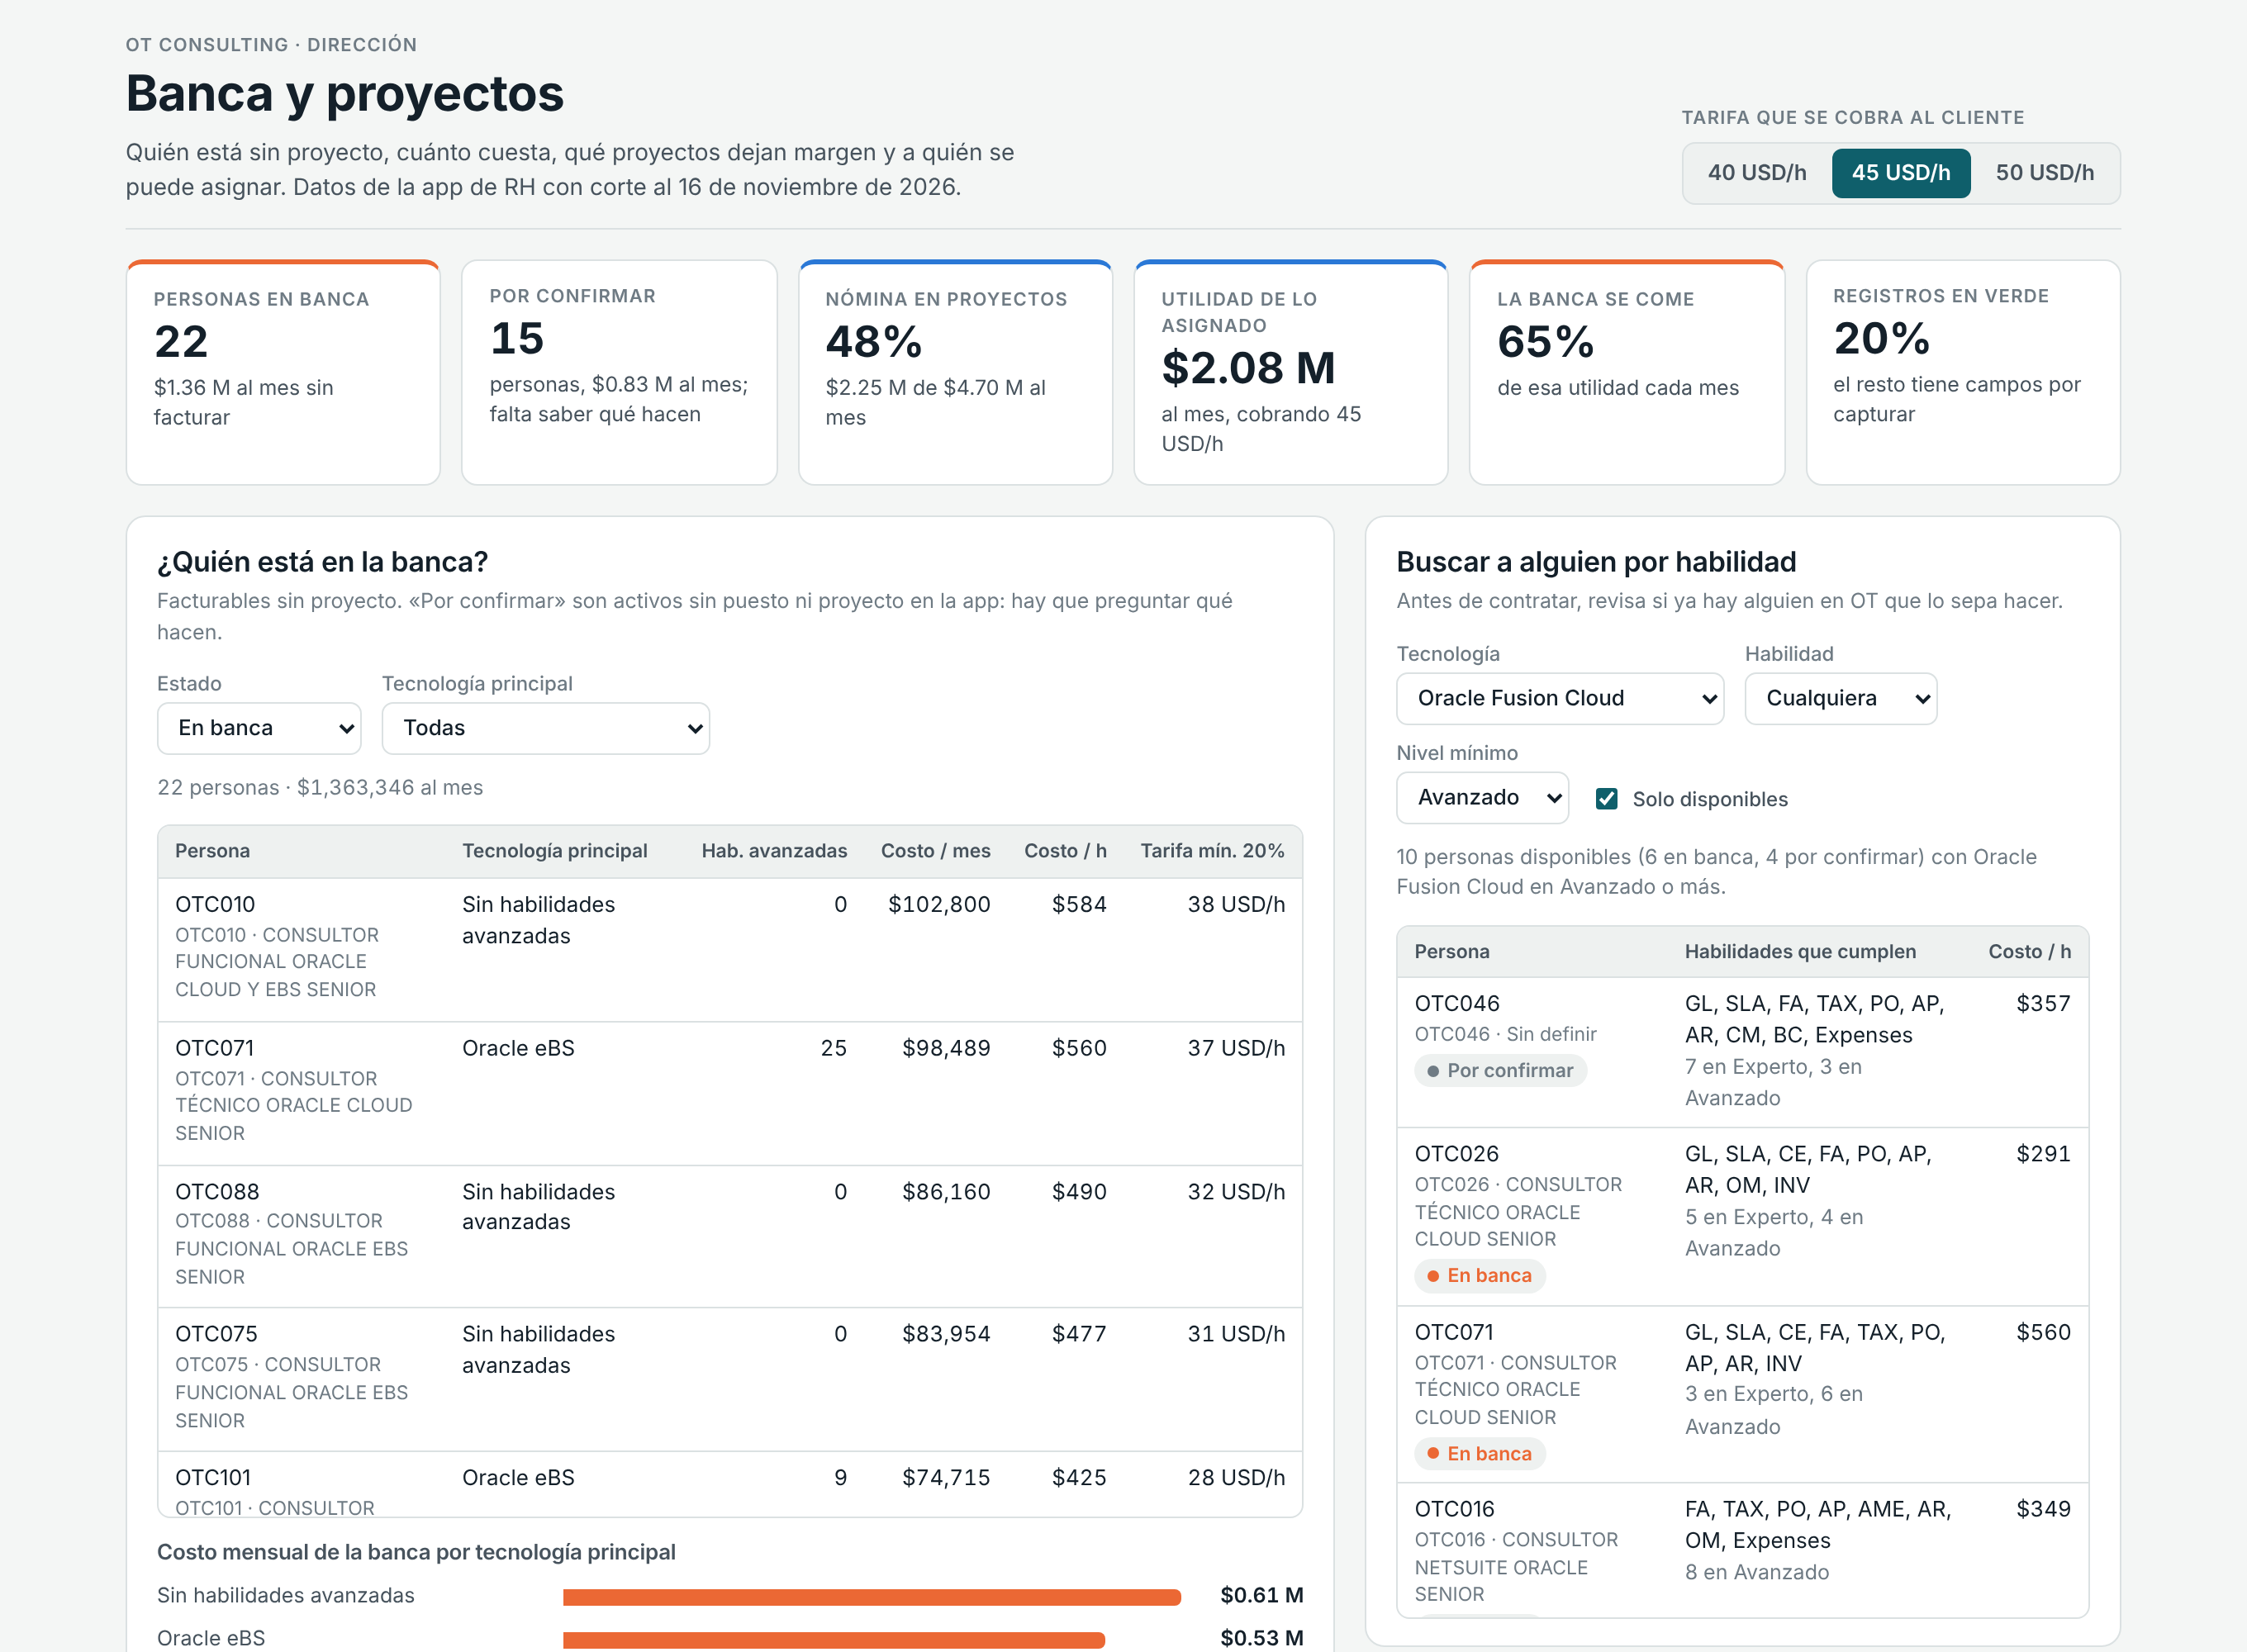 OT CONSULTING · DIRECCIÓN
Banca y proyectos
Quién está sin proyecto, cuánto cuesta, qué proyectos dejan margen y a quién se
puede asignar. Datos de la app de RH con corte al 16 de noviembre de 2026.
TARIFA QUE SE COBRA AL CLIENTE
40 USD/h 45 USD/h 50 USD/h
PERSONAS EN BANCA
22
$1.36 M al mes sin
facturar
POR CONFIRMAR
15
personas, $0.83 M al mes;
falta saber qué hacen
NÓMINA EN PROYECTOS
48%
$2.25 M de $4.70 M al
mes
UTILIDAD DE LO
ASIGNADO
$2.08 M
al mes, cobrando 45
USD/h
LA BANCA SE COME
65%
de esa utilidad cada mes
REGISTROS EN VERDE
20%
el resto tiene campos por
capturar
¿Quién está en la banca?
Facturables sin proyecto. «Por confirmar» son activos sin puesto ni proyecto en la app: hay que preguntar qué
hacen.
Estado Tecnología principal
En banca Todas
22 personas · $1,363,346 al mes
Persona Tecnología principal Hab. avanzadas Costo / mes Costo / h Tarifa mín. 20%
OTC010 Sin habilidades 0 $102,800 $584 38 USD/h
avanzadas
OTC010 · CONSULTOR
FUNCIONAL ORACLE
CLOUD Y EBS SENIOR
OTC071 Oracle eBS 25 $98,489 $560 37 USD/h
OTC071 · CONSULTOR
TÉCNICO ORACLE CLOUD
SENIOR
OTC088 Sin habilidades 0 $86,160 $490 32 USD/h
avanzadas
OTC088 · CONSULTOR
FUNCIONAL ORACLE EBS
SENIOR
OTC075 Sin habilidades 0 $83,954 $477 31 USD/h
avanzadas
OTC075 · CONSULTOR
FUNCIONAL ORACLE EBS
SENIOR
OTC101 Oracle eBS 9 $74,715 $425 28 USD/h
OTC101 · CONSULTOR
Costo mensual de la banca por tecnología principal
Sin habilidades avanzadas $0.61 M
Oracle eBS $0.53 M
Buscar a alguien por habilidad
Antes de contratar, revisa si ya hay alguien en OT que lo sepa hacer.
Tecnología Habilidad
Oracle Fusion Cloud Cualquiera
Nivel mínimo
Avanzado Solo disponibles
10 personas disponibles (6 en banca, 4 por confirmar) con Oracle
Fusion Cloud en Avanzado o más.
Persona Habilidades que cumplen Costo / h
OTC046 GL, SLA, FA, TAX, PO, AP, $357
OTC046 · Sin definir AR, CM, BC, Expenses
Por confirmar 7 en Experto, 3 en
Avanzado
OTC026 GL, SLA, CE, FA, PO, AP, $291
AR, OM, INV
5 en Experto, 4 en
Avanzado
OTC026 · CONSULTOR
TÉCNICO ORACLE
CLOUD SENIOR
En banca
OTC071 GL, SLA, CE, FA, TAX, PO, $560
AP, AR, INV
3 en Experto, 6 en
Avanzado
OTC071 · CONSULTOR
TÉCNICO ORACLE
CLOUD SENIOR
En banca
OTC016 FA, TAX, PO, AP, AME, AR, $349
OM, Expenses
8 en Avanzado
OTC016 · CONSULTOR
NETSUITE ORACLE
SENIOR